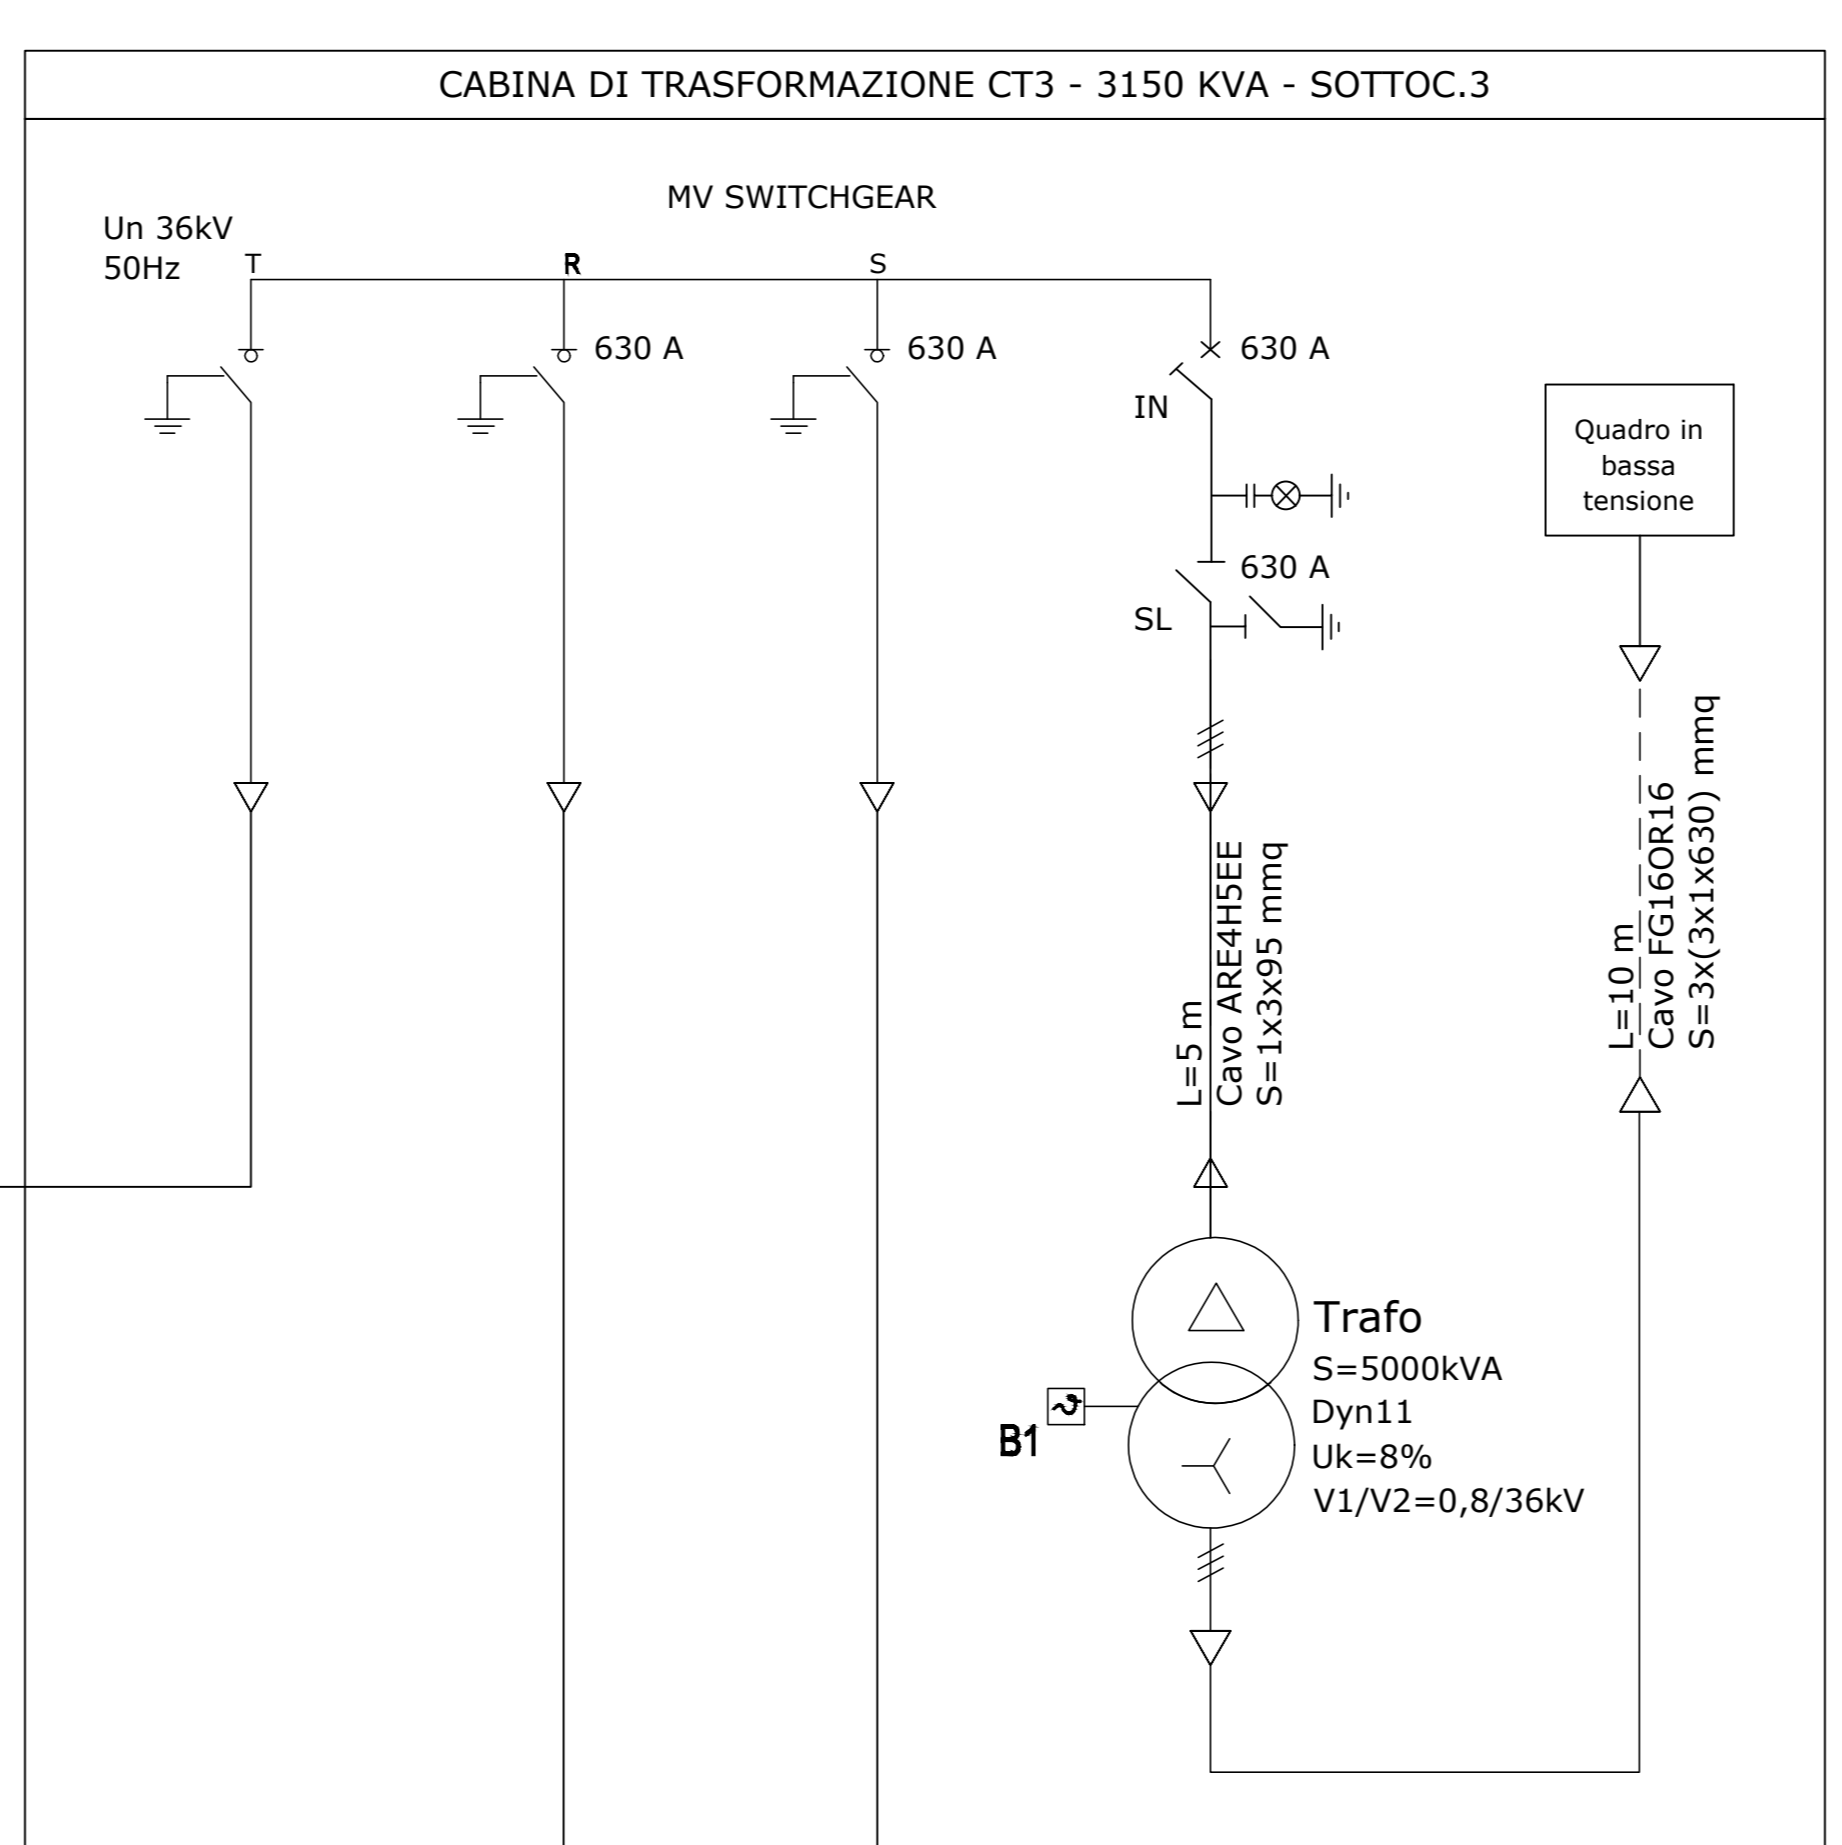 CABINA DI TRASFORMAZIONE CT3 - 3150 KVA - SOTTOC.3
MV SWITCHGEAR
Un 36kV
50Hz
T
R
S
630 A
630 A
630 A
IN
Quadro in
bassa
tensione
630 A
SL
L=5 m
Cavo ARE4H5EE
S=1x3x95 mmq
L=10 m
Cavo FG16OR16
S=3x(3x1x630) mmq
Trafo
S=5000kVA
Dyn11
Uk=8%
V1/V2=0,8/36kV
B1